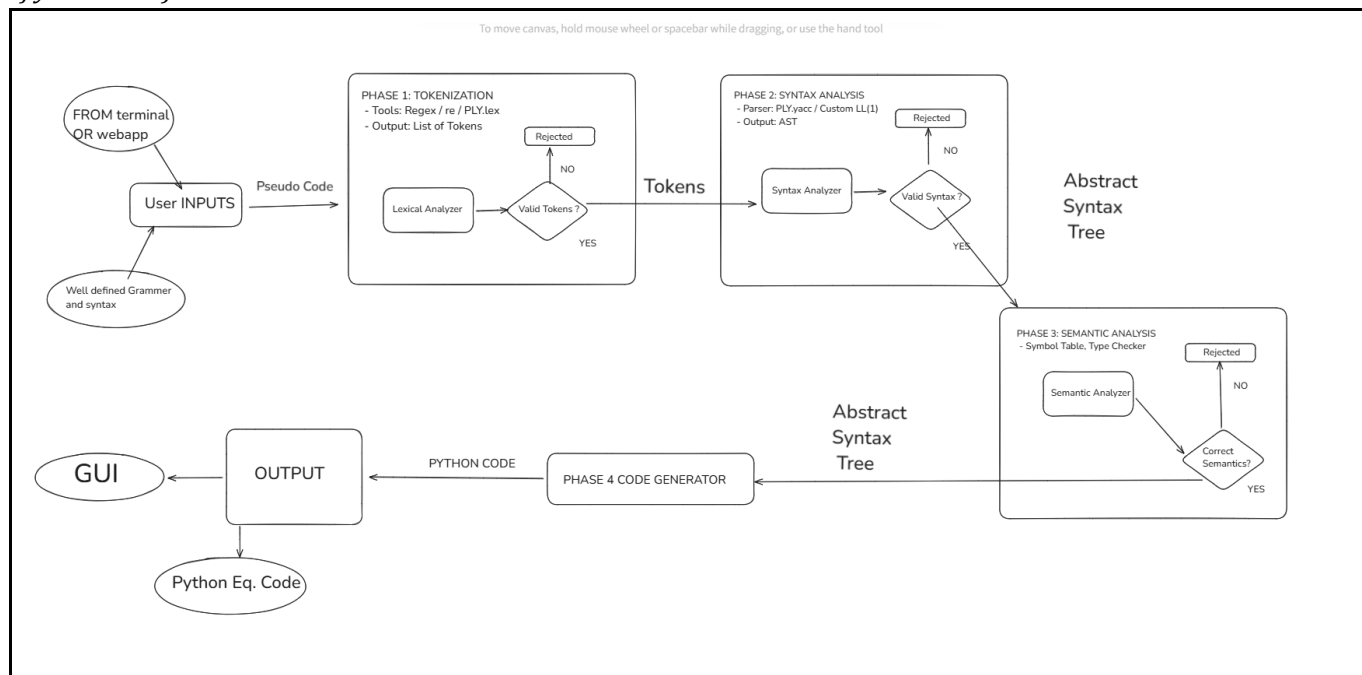 To move canvas, hold mouse wheel or spacebar while dragging, or use the hand tool
FROM terminal
OR webapp
User INPUTS
Well defined Grammer
and syntax
Pseudo Code
PHASE 1: TOKENIZATION
- Tools: Regex / re / PLY.lex
- Output: List of Tokens
Rejected
NO
Lexical Analyzer
Valid Tokens ?
YES
Tokens
PHASE 2: SYNTAX ANALYSIS
- Parser: PLY.yacc / Custom LL(1)
- Output: AST
Rejected
NO
Syntax Analyzer
Valid Syntax ?
YES
Abstract
Syntax
Tree
PHASE 3: SEMANTIC ANALYSIS
- Symbol Table, Type Checker
Rejected
NO
Semantic Analyzer
Correct
Semantics?
YES
Abstract
Syntax
Tree
PHASE 4 CODE GENERATOR
PYTHON CODE
OUTPUT
GUI
Python Eq. Code